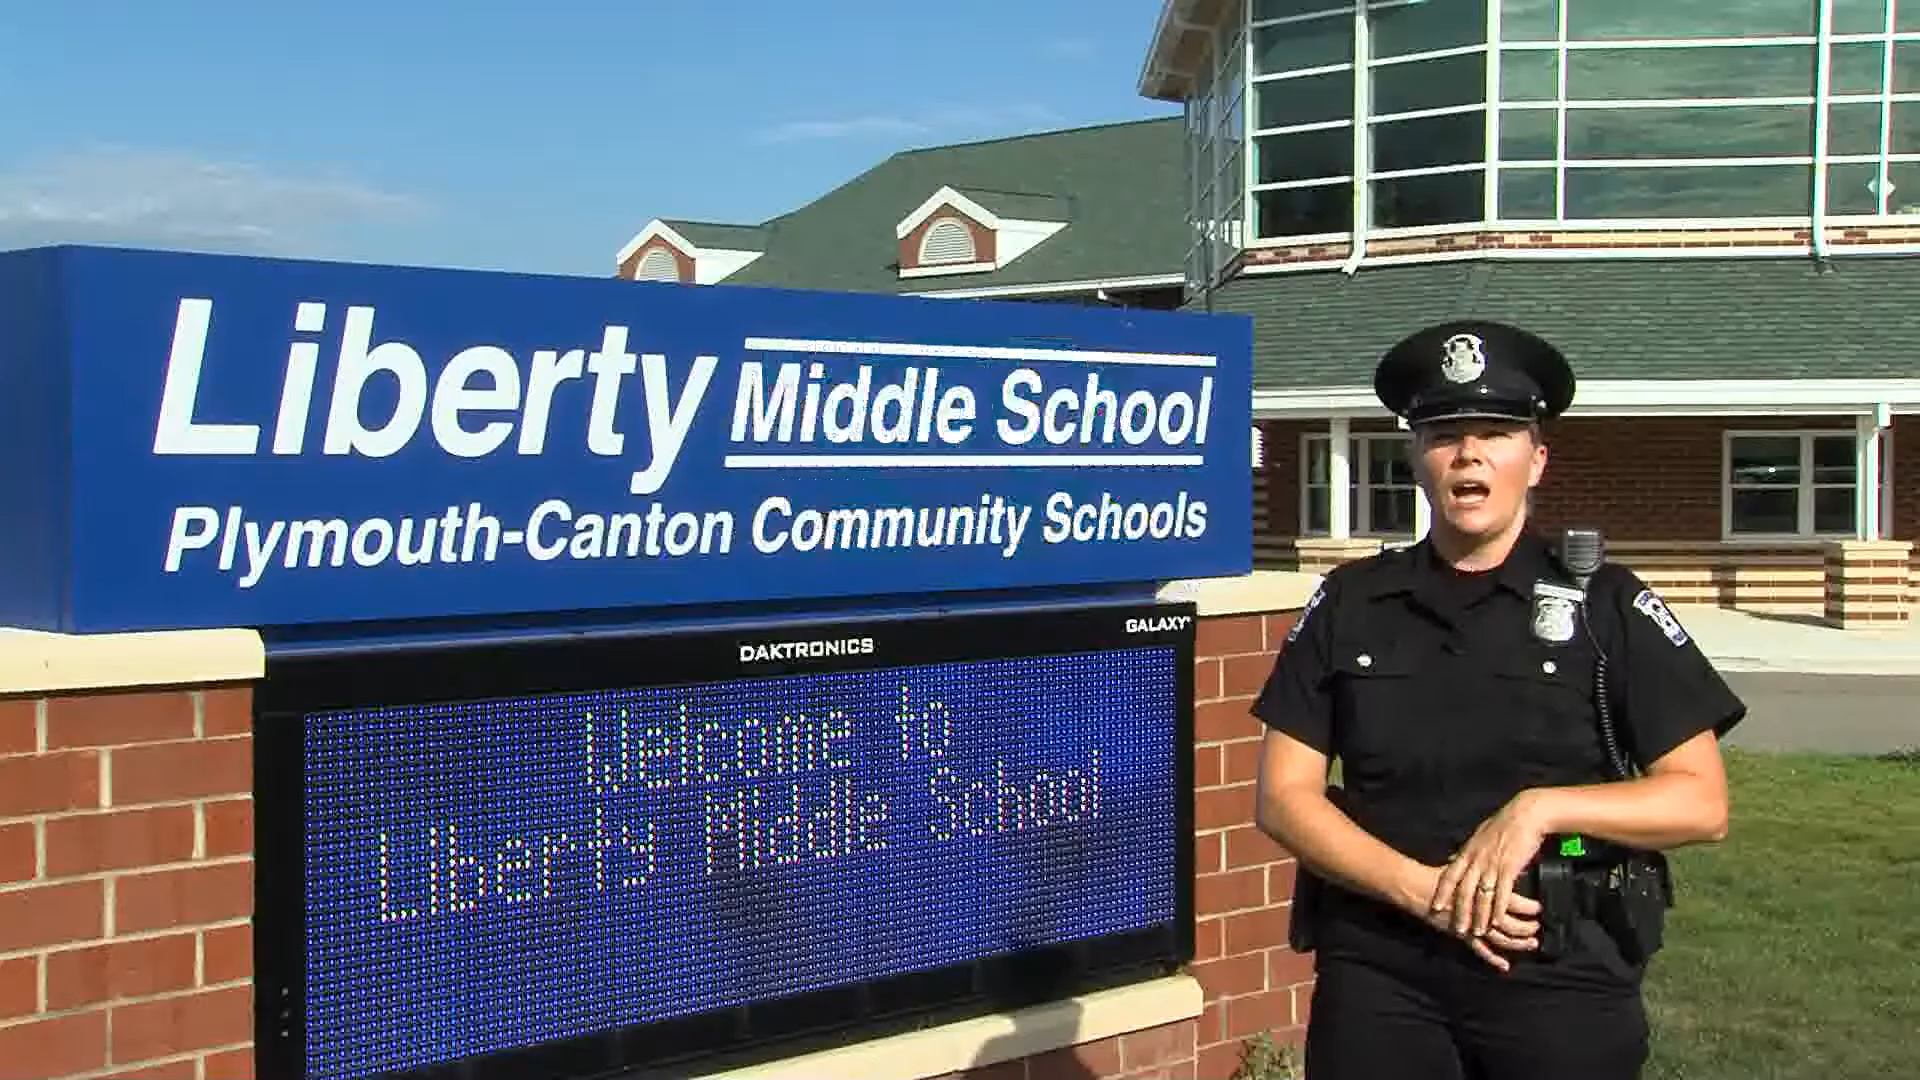 Liberty Middle School
Plymouth-Canton Community Schools
DAKTRONICS
GALAXY
Welcome to
Liberty Middle School